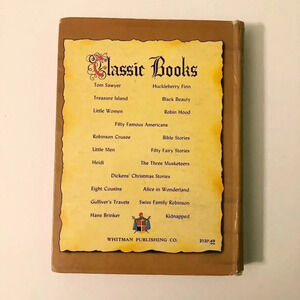 Classic Books
Tom Sawyer Huckleberry Finn
Treasure Island Black Beauty
Little Women Robin Hood
Fifty Famous Americans
Robinson Crusoe Bible Stories
Little Men Fifty Fairy Stories
Heidi The Three Musketeers
Dickens' Christmas Stories
Eight Cousins Alice in Wonderland
Gulliver's Travels Swiss Family Robinson
Hans Brinker Kidnapped
WHITMAN PUBLISHING CO.